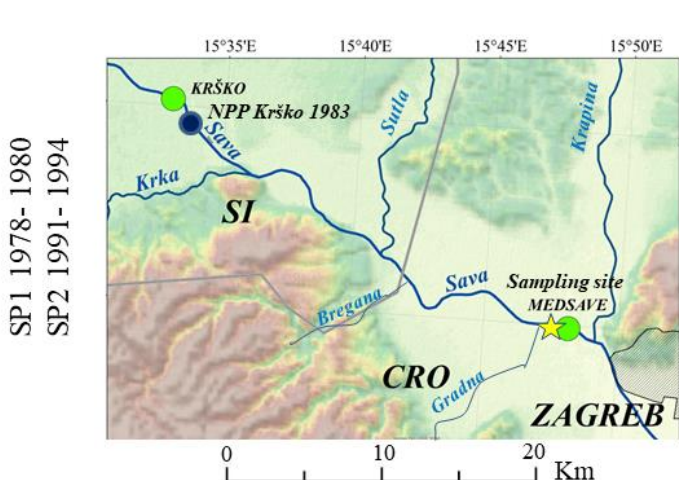 15°35'E 15°40'E 15°45'E 15°50'E
KRŠKO
NPP Krško 1983
Sava
Sutla
Krapina
Krka
SI
Sava
Sampling site
MEDSAVE
Bregana
CRO
Gradna
ZAGREB
0 10 20 Km
SP1 1978- 1980
SP2 1991- 1994